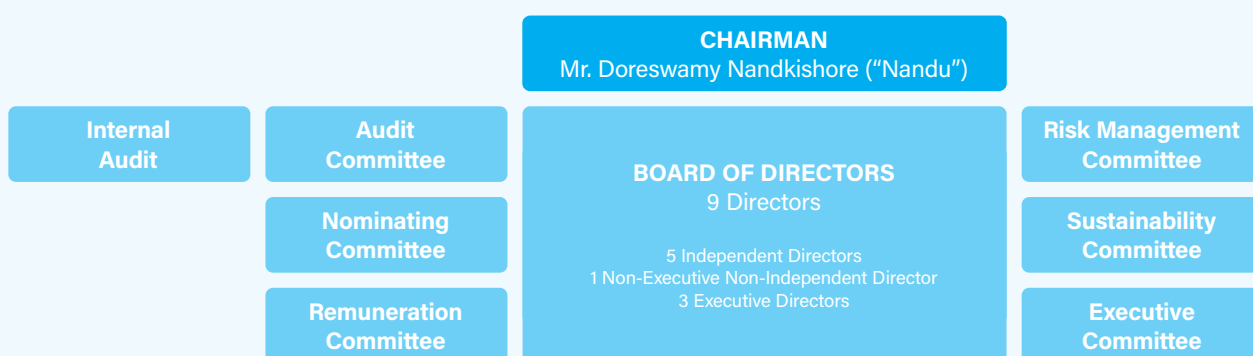 CHAIRMAN
Mr. Doreswamy Nandkishore (“Nandu”)
Internal
Audit
Audit
Committee
Nominating
Committee
Remuneration
Committee
BOARD OF DIRECTORS
9 Directors
5 Independent Directors
1 Non-Executive Non-Independent Director
3 Executive Directors
Risk Management
Committee
Sustainability
Committee
Executive
Committee